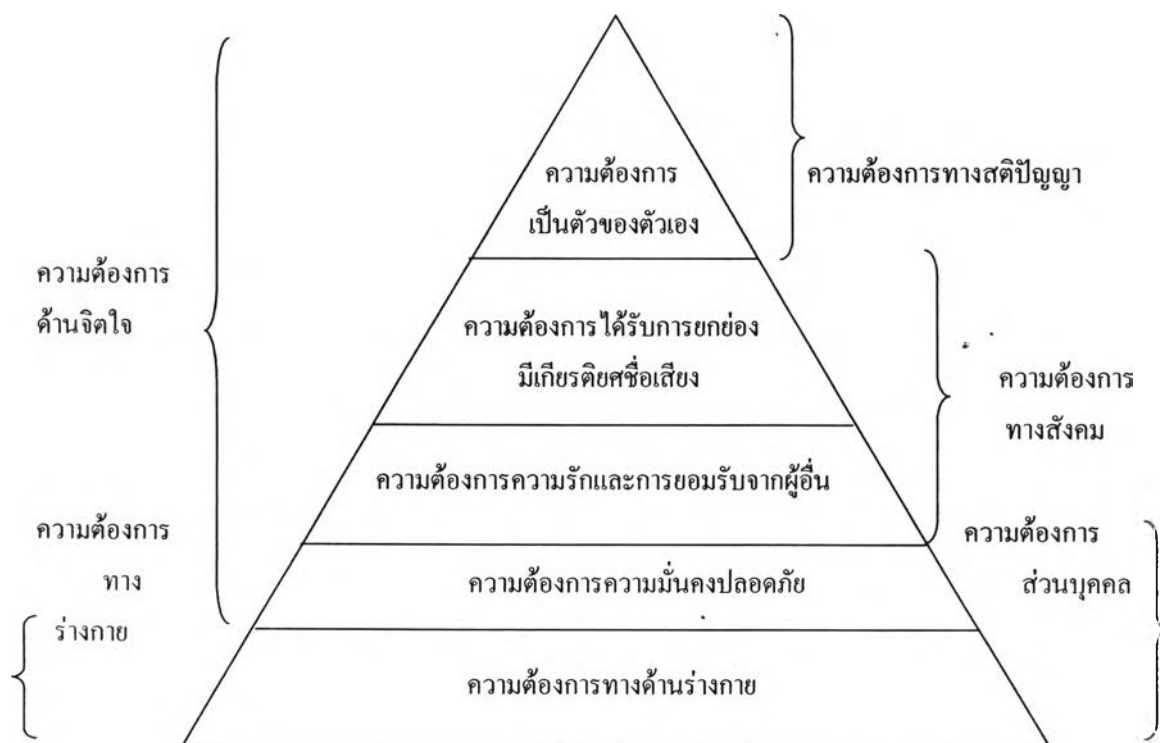 ความต้องการ
เป็นตัวของตัวเอง
ความต้องการทางสติปัญญา
ความต้องการ
ด้านจิตใจ
ความต้องการได้รับการยกย่อง
มีเกียรติยศชื่อเสียง
ความต้องการ
ทางสังคม
ความต้องการความรักและการยอมรับจากผู้อื่น
ความต้องการ
ทาง
ร่างกาย
ความต้องการ
ส่วนบุคคล
ความต้องการความมั่นคงปลอดภัย
ความต้องการทางด้านร่างกาย